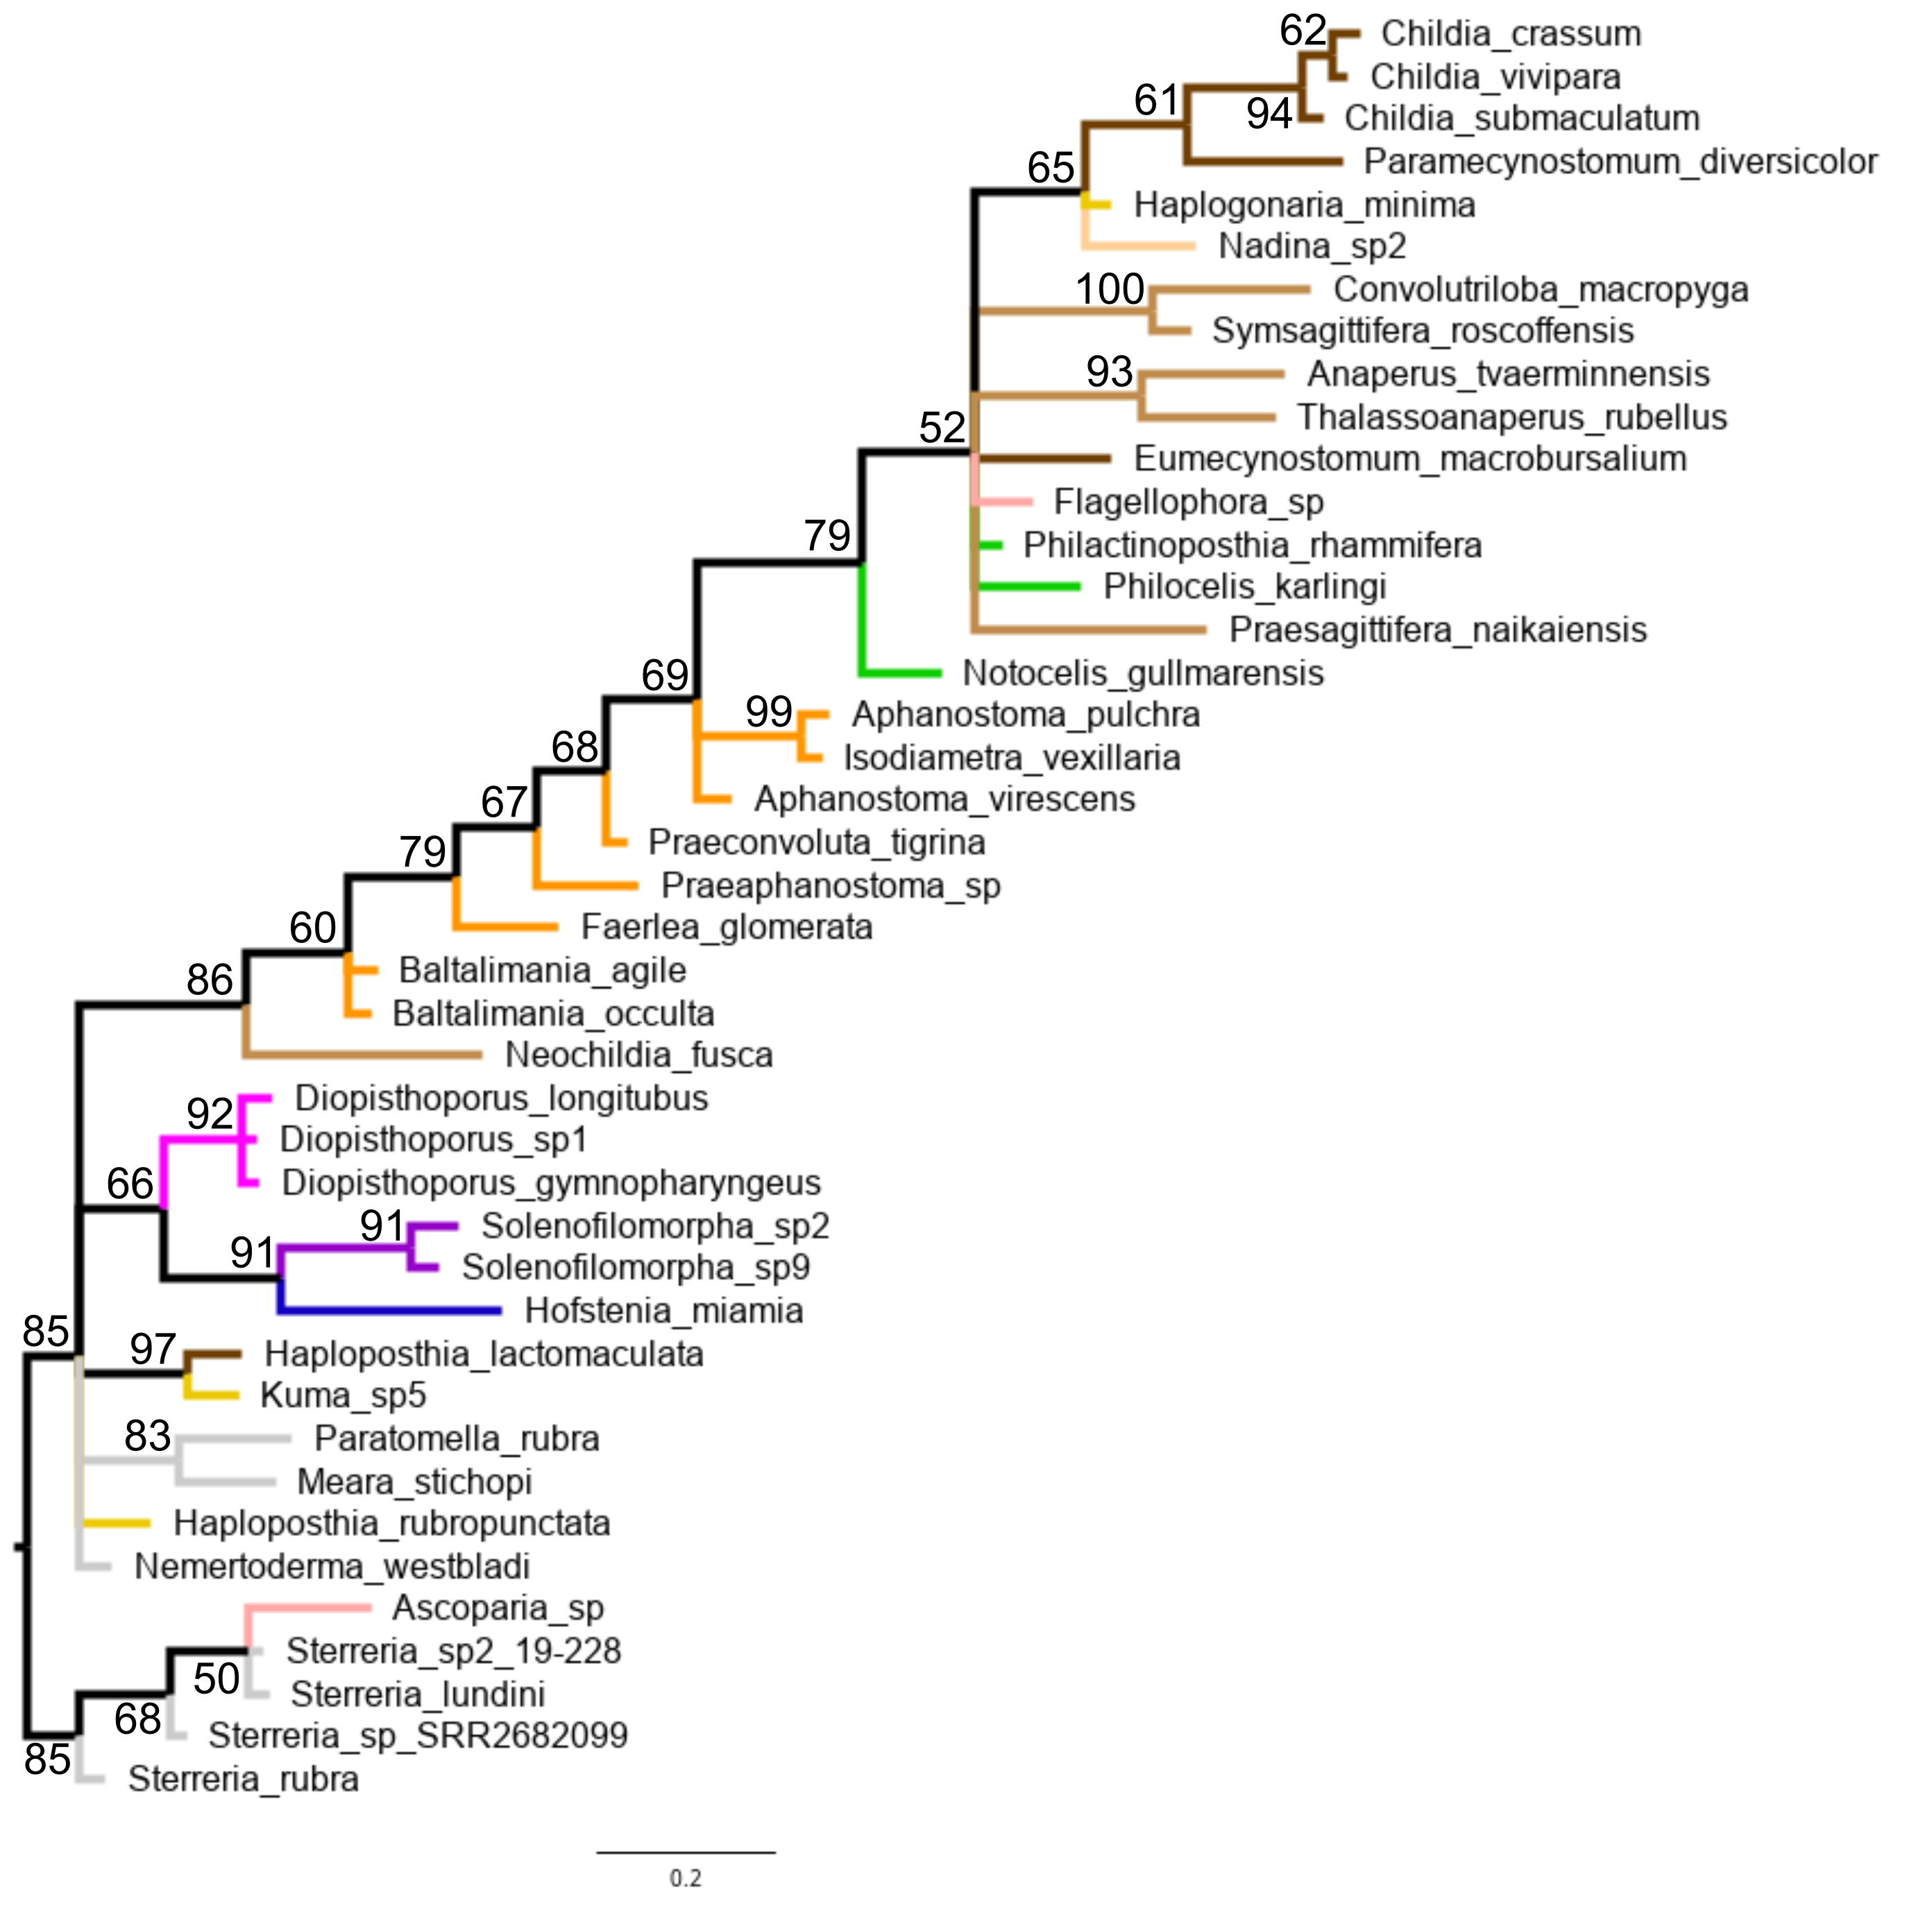 62 Childia_crassum
Childia_vivipara
61 94 Childia_submaculatum
Paramecynostomum_diversicolor
65
Haplogonaria_minima
Nadina_sp2
100 Convolutriloba_macropyga
Symsagittifera_roscoffensis
93 Anaperus_tvaerminnensis
Thalassoanaperus_rubellus
52
Eumecynostomum_macrobursalium
Flagellophora_sp
79 Philactinoposthia_rhammifera
Philocelis_karlingi
Praesagittifera_naikaiensis
69 Notocelis_gullmarensis
99 Aphanostoma_pulchra
68 Isodiametra_vexillaria
67 Aphanostoma_virescens
79 Praeconvoluta_tigrina
Praeaphanostoma_sp
60 Faerlea_glomerata
86 Baltalimania_agile
Baltalimania_occulta
Neochildia_fusca
92 Diopisthoporus_longitubus
Diopisthoporus_sp1
66 Diopisthoporus_gymnopharyngeus
91 Solenofilomorpha_sp2
91 Solenofilomorpha_sp9
Hofstenia_miamia
85
97 Haploposthia_lactomaculata
Kuma_sp5
83 Paratomella_rubra
Meara_stichopi
Haploposthia_rubropunctata
Nemertoderma_westbladi
Ascoparia_sp
Sterreria_sp2_19-228
50 Sterreria_lundini
68 Sterreria_sp_SRR2682099
85 Sterreria_rubra
0.2